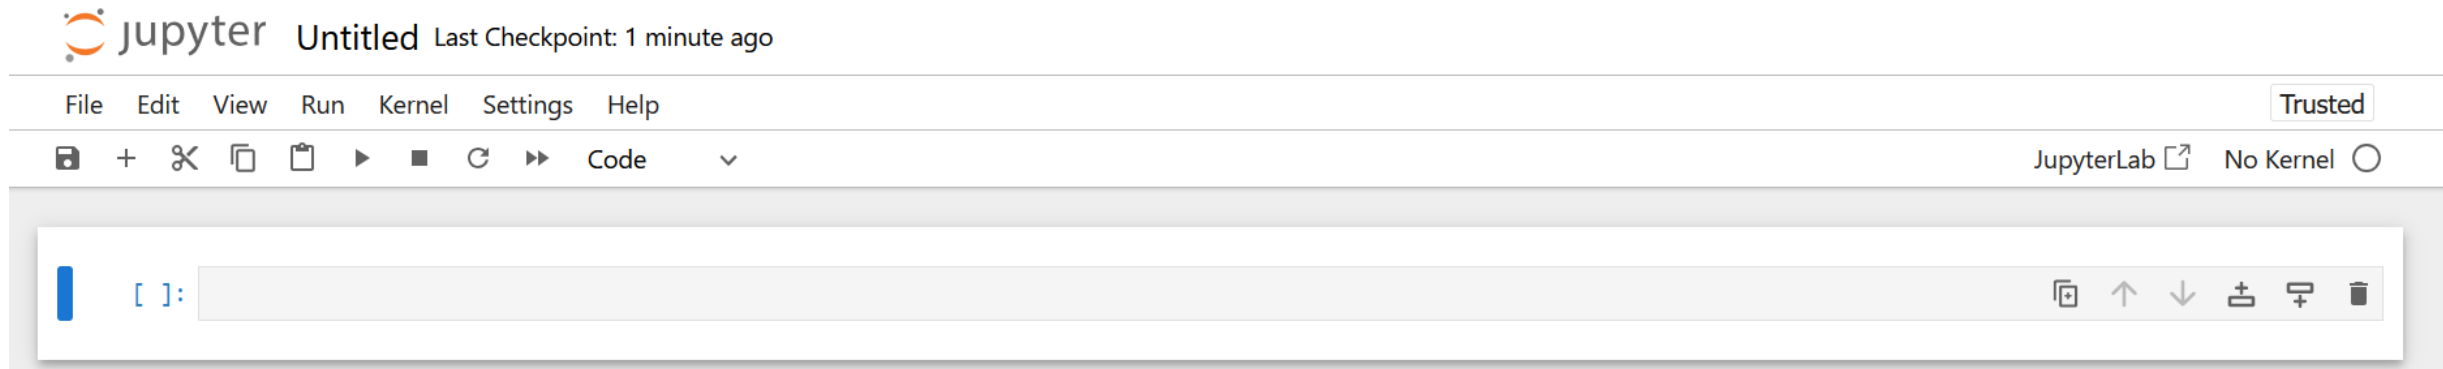 jupyter Untitled Last Checkpoint: 1 minute ago
File Edit View Run Kernel Settings Help Trusted
Code JupyterLab No Kernel
[ ]: